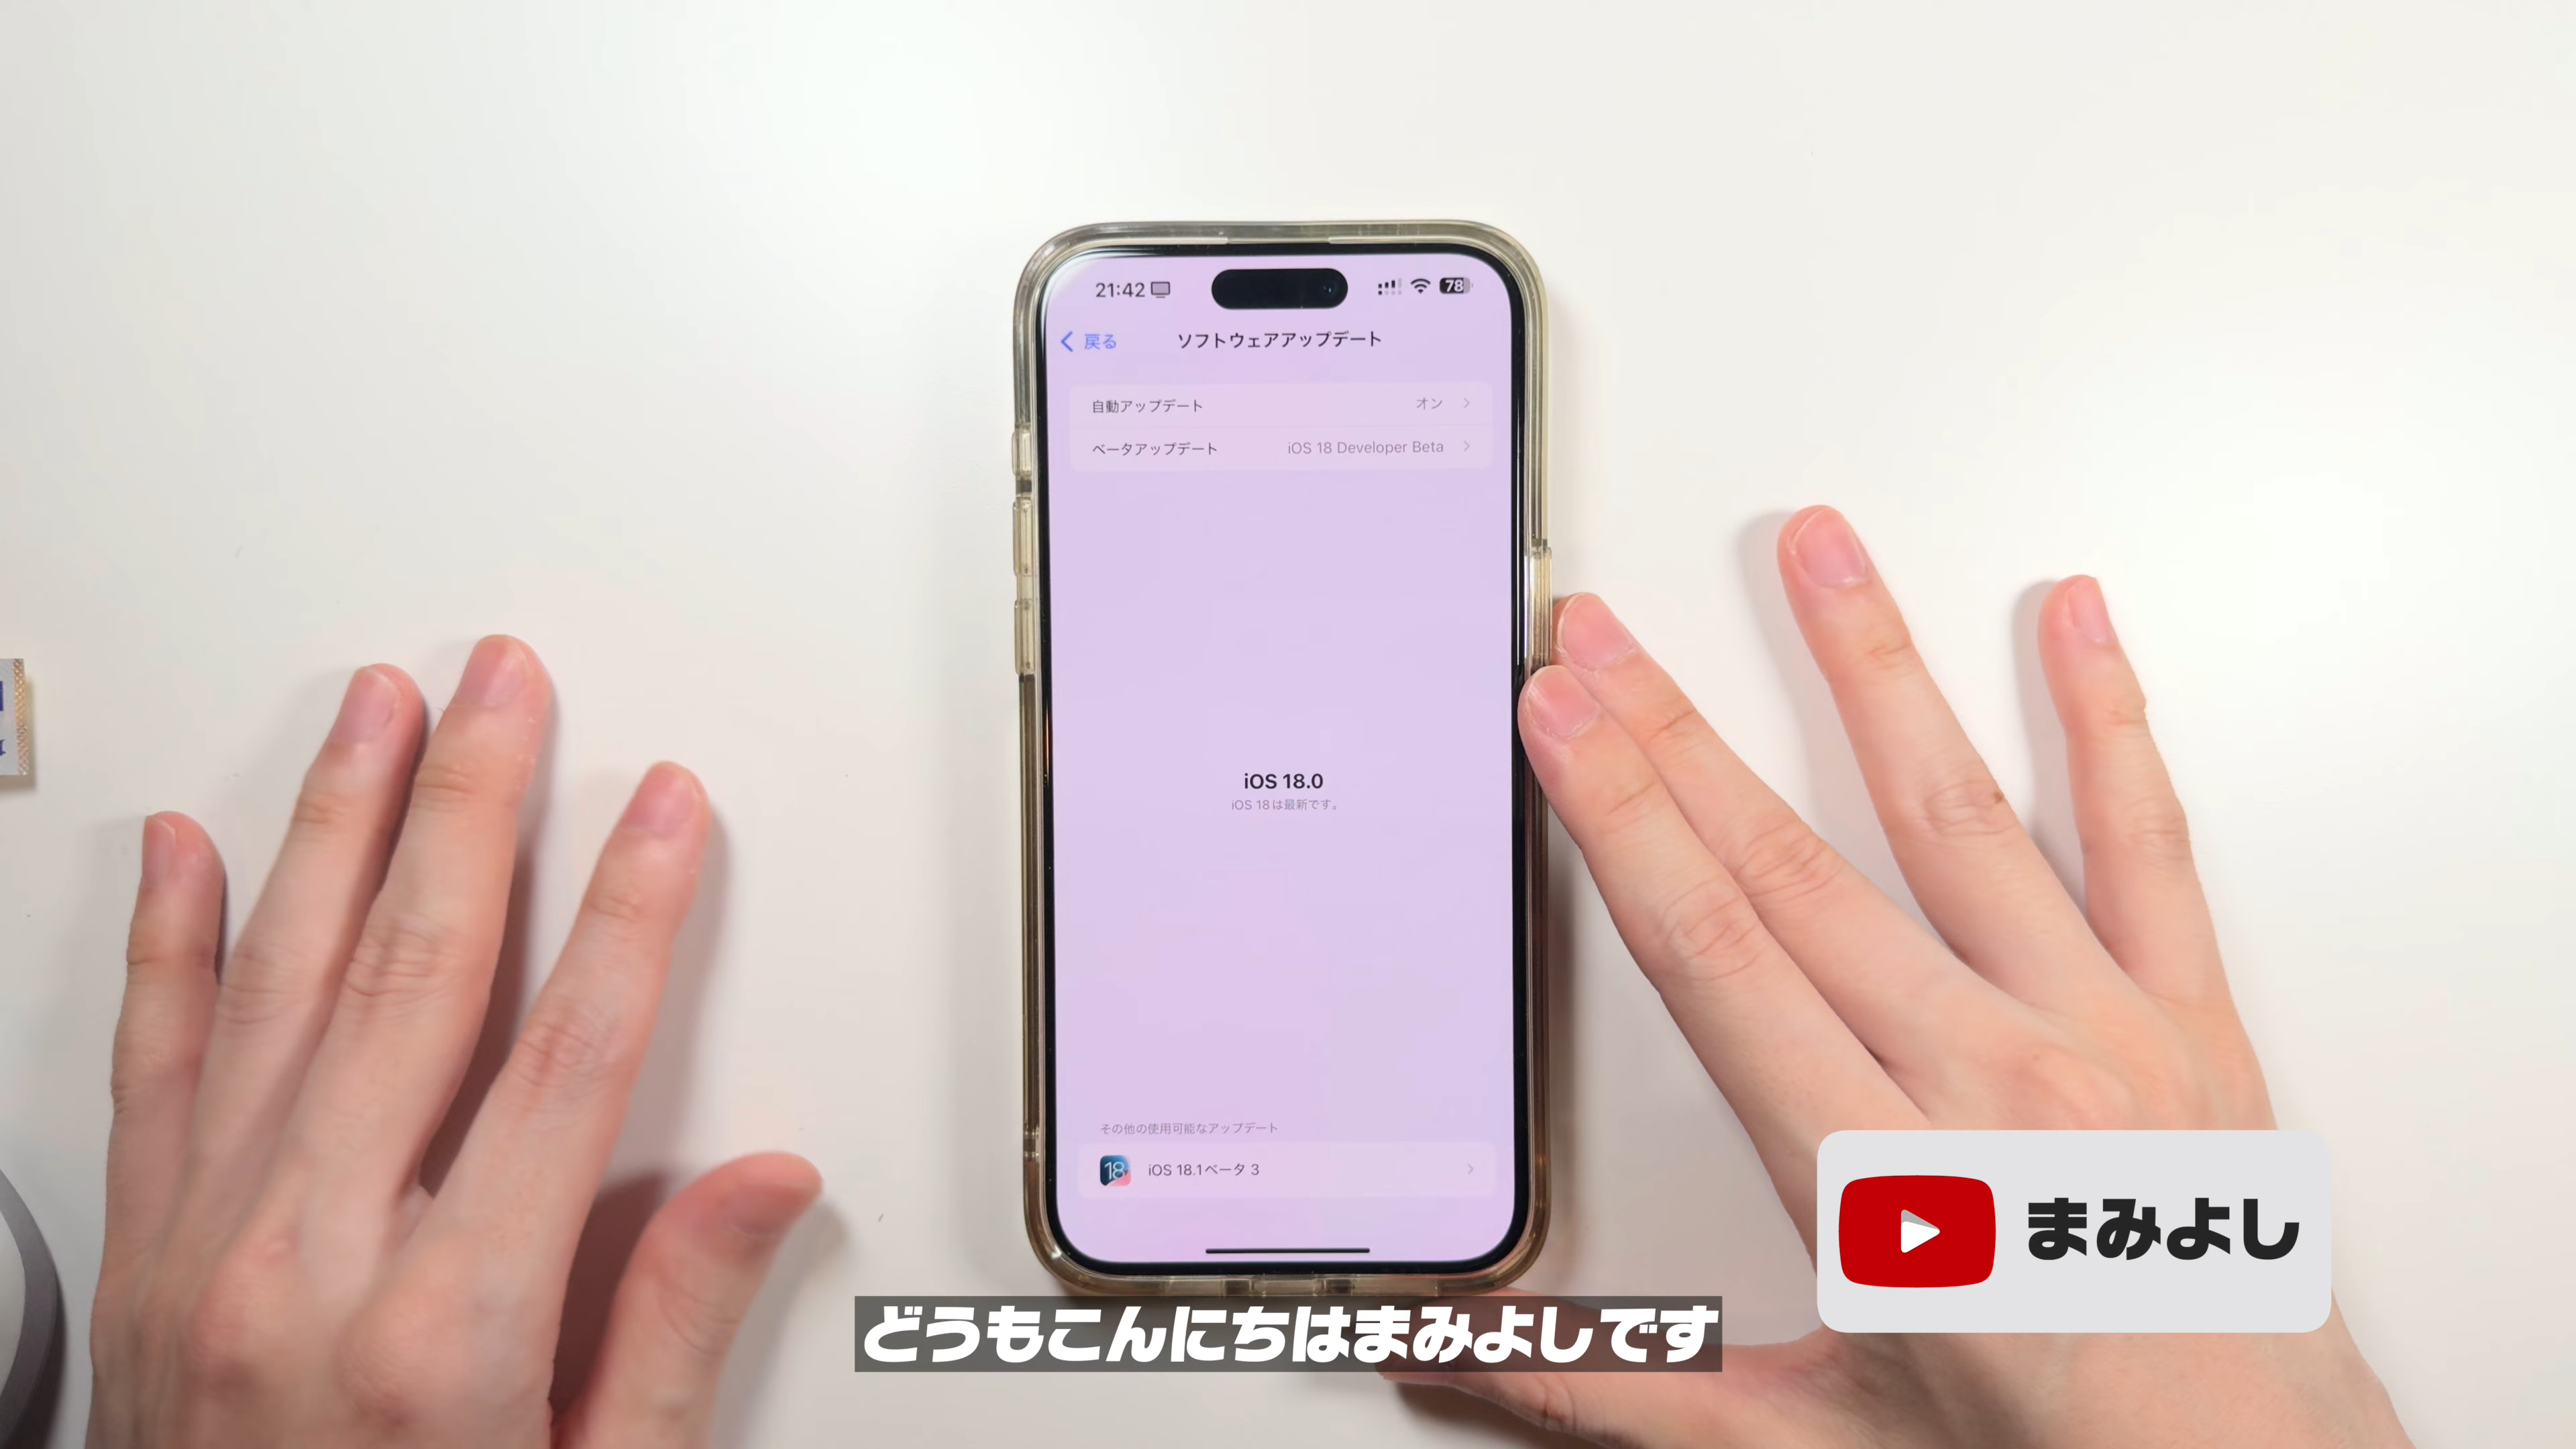 21:42
78
戻る
ソフトウェアアップデート
自動アップデート オン
ベータアップデート iOS 18 Developer Beta
iOS 18.0
iOS 18は最新です。
その他の使用可能なアップデート
18 iOS 18.1ベータ 3
まみよし
どうもこんにちはまみよしです